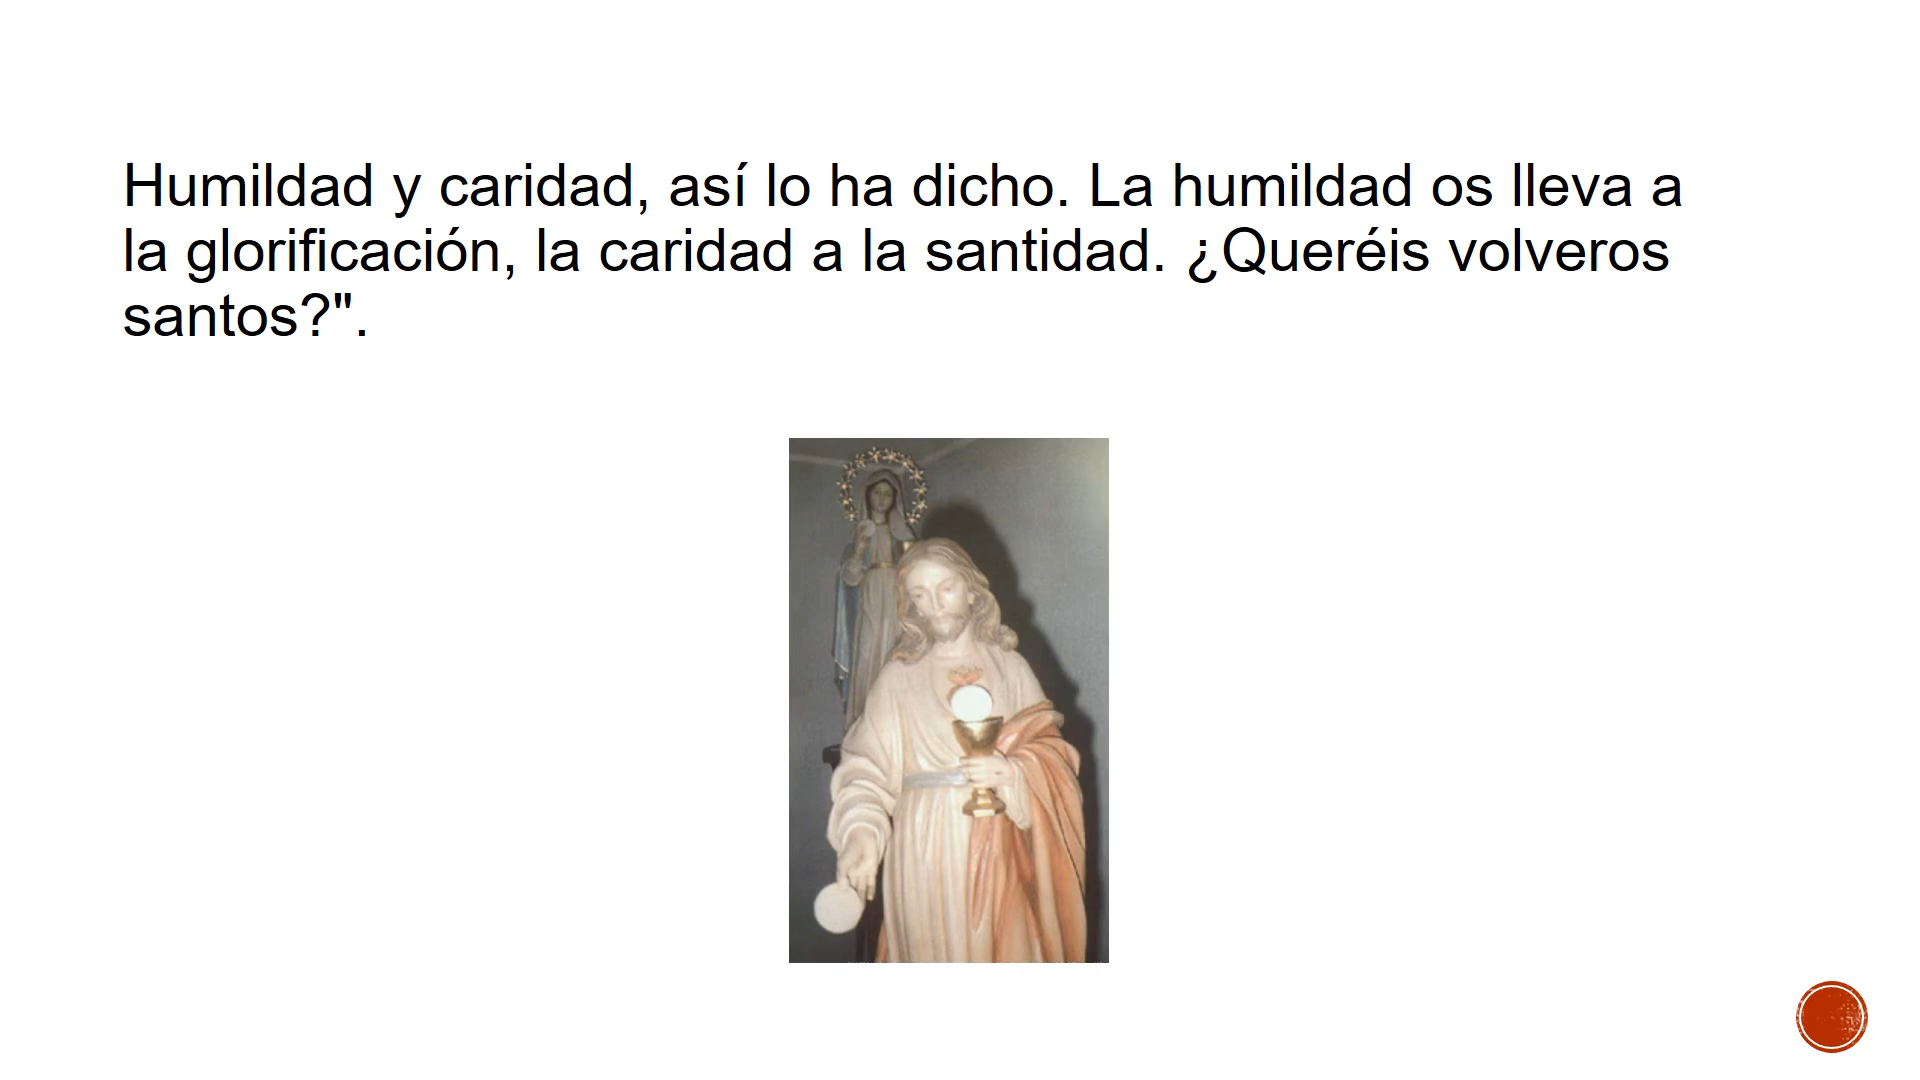 Humildad y caridad, así lo ha dicho. La humildad os lleva a
la glorificación, la caridad a la santidad. ¿Queréis volveros
santos?".